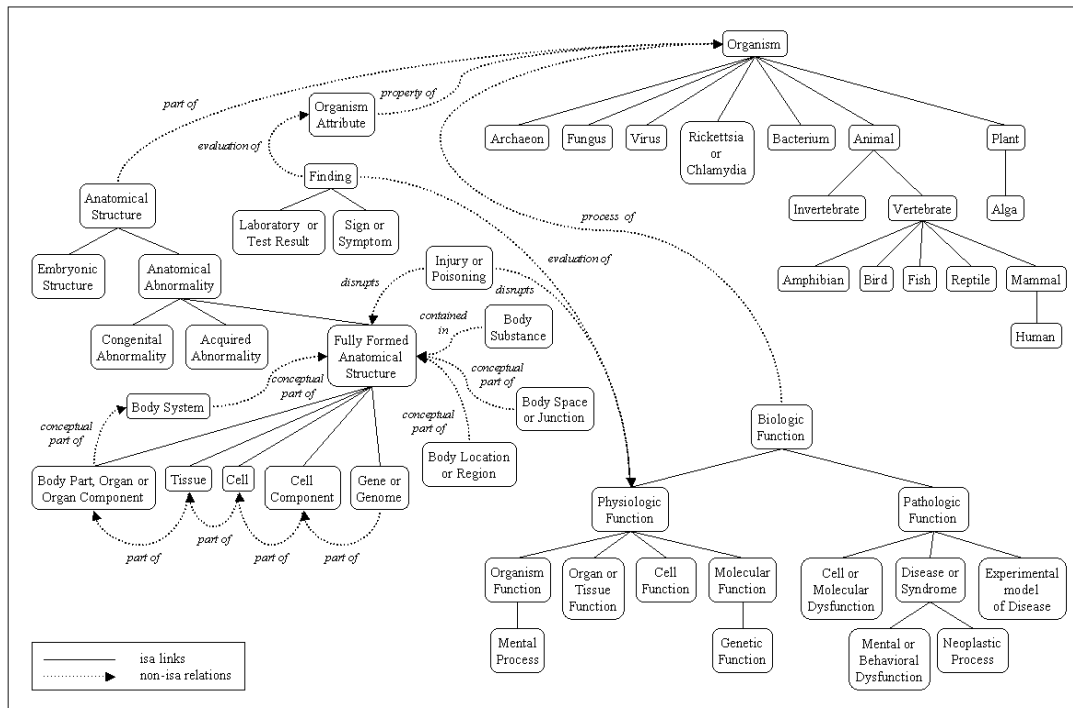 Organism
part of
property of
Organism
Attribute
Archaeon
Fungus
Virus
Rickettsia
or
Chlamydia
Bacterium
Animal
Plant
evaluation of
Finding
Anatomical
Structure
Laboratory or
Test Result
Sign or
Symptom
process of
Invertebrate
Vertebrate
Alga
Embryonic
Structure
Anatomical
Abnormality
Injury or
Poisoning
evaluation of
disrupts
disrupts
Amphibian
Bird
Fish
Reptile
Mammal
Congenital
Abnormality
Acquired
Abnormality
Fully Formed
Anatomical
Structure
contained
in
Body
Substance
Human
conceptual
part of
conceptual
part of
Body System
Body Space
or Junction
conceptual
part of
conceptual
part of
Biologic
Function
Body Location
or Region
Body Part, Organ or
Organ Component
Tissue
Cell
Cell
Component
Gene or
Genome
Physiologic
Function
Pathologic
Function
part of
part of
part of
part of
Organism
Function
Organ or
Tissue
Function
Cell
Function
Molecular
Function
Cell or
Molecular
Dysfunction
Disease or
Syndrome
Experimental
model
of Disease
Mental
Process
Genetic
Function
Mental or
Behavioral
Dysfunction
Neoplastic
Process
isa links
non-isa relations